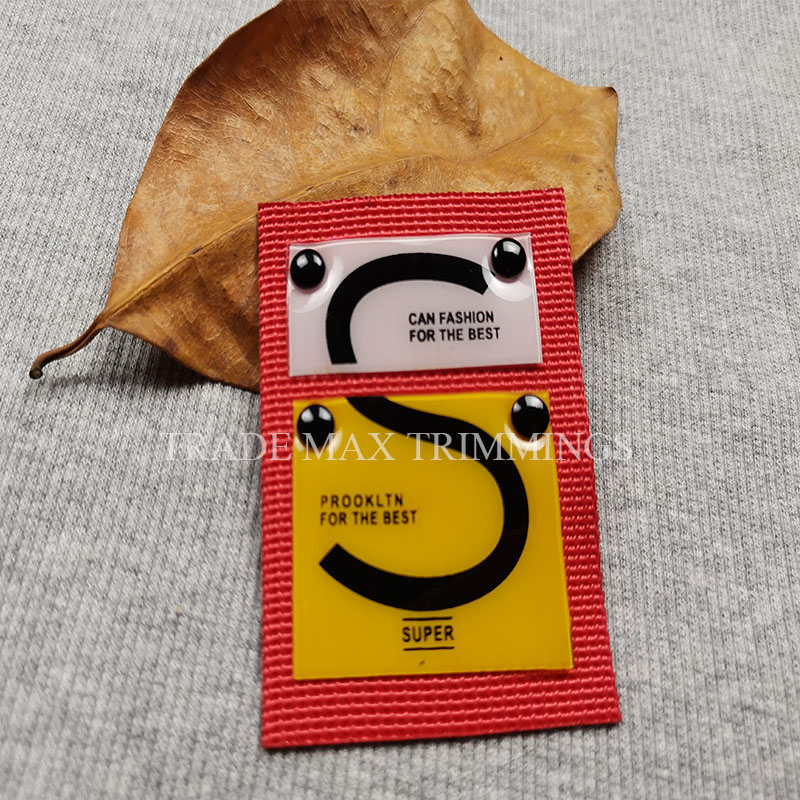 CAN FASHION
FOR THE BEST
TRADE MAX TRIMMINGS
S
PROOKLTN
FOR THE BEST
SUPER